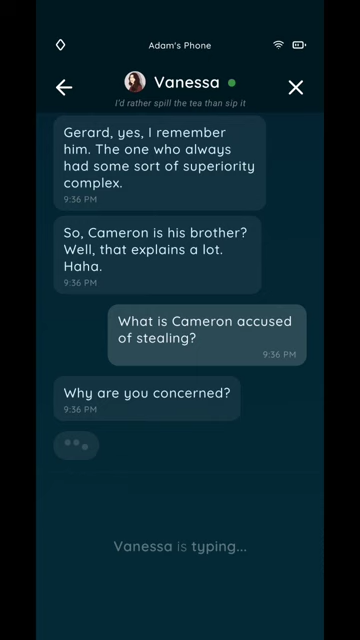 Adam's Phone
Vanessa
I'd rather spill the tea than sip it
Gerard, yes, I remember
him. The one who always
had some sort of superiority
complex.
9:36 PM
So, Cameron is his brother?
Well, that explains a lot.
Haha.
9:36 PM
What is Cameron accused
of stealing?
9:36 PM
Why are you concerned?
9:36 PM
Vanessa is typing...